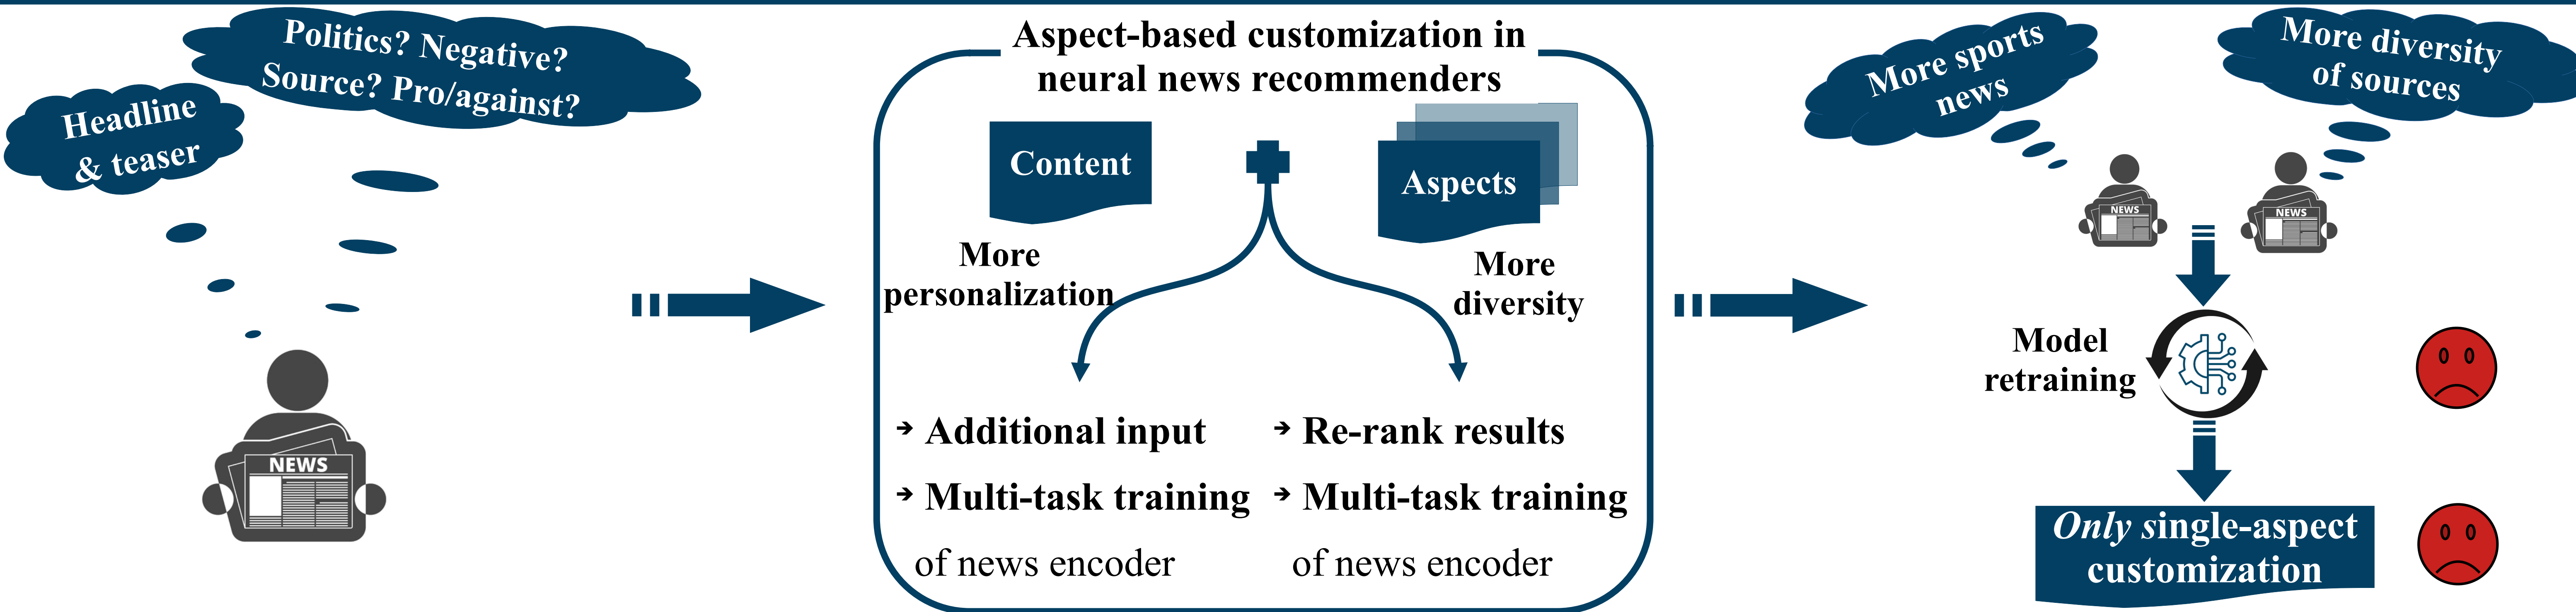 Politics? Negative?
Source? Pro/against?
Headline
& teaser
NEWS
Aspect-based customization in
neural news recommenders
Content
Aspects
More
personalization
More
diversity
➔ Additional input
➔ Multi-task training
of news encoder
➔ Re-rank results
➔ Multi-task training
of news encoder
More sports
news
More diversity
of sources
NEWS
NEWS
Model
retraining
Only single-aspect
customization